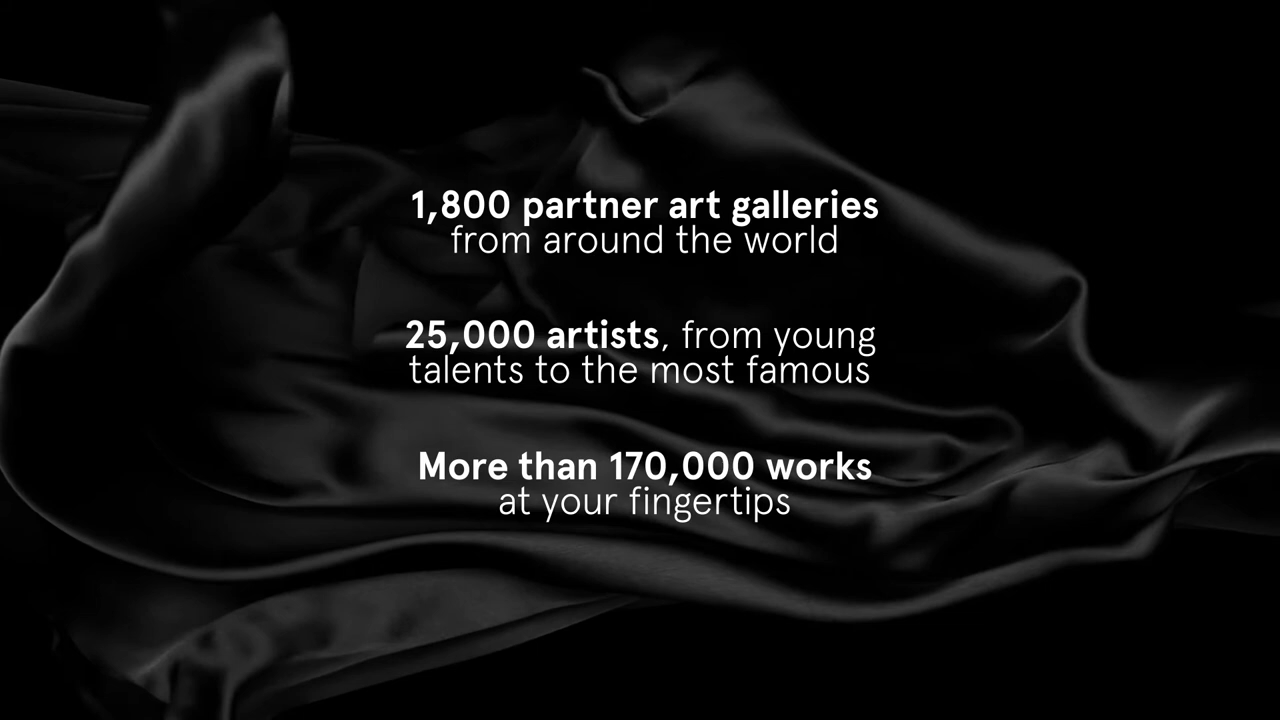 1,800 partner art galleries
from around the world
25,000 artists, from young
talents to the most famous
More than 170,000 works
at your fingertips